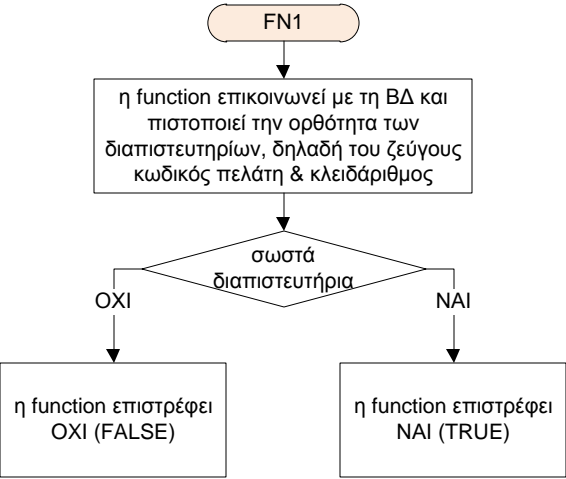 FN1
η function επικοινωνεί με τη ΒΔ και
πιστοποιεί την ορθότητα των
διαπιστευτηρίων, δηλαδή του ζεύγους
κωδικός πελάτη & κλειδάριθμος
σωστά
διαπιστευτήρια
ΟΧΙ
ΝΑΙ
η function επιστρέφει
ΟΧΙ (FALSE)
η function επιστρέφει
ΝΑΙ (TRUE)